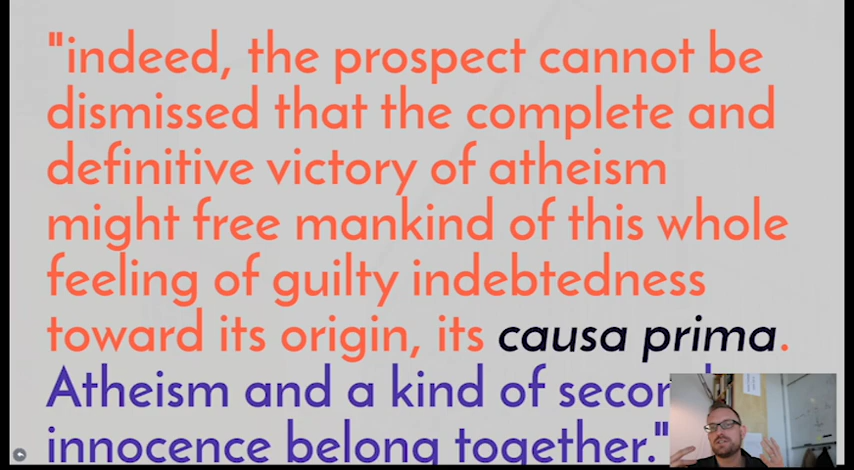 "indeed, the prospect cannot be
dismissed that the complete and
definitive victory of atheism
might free mankind of this whole
feeling of guilty indebtedness
toward its origin, its causa prima.
Atheism and a kind of second
innocence belong together."